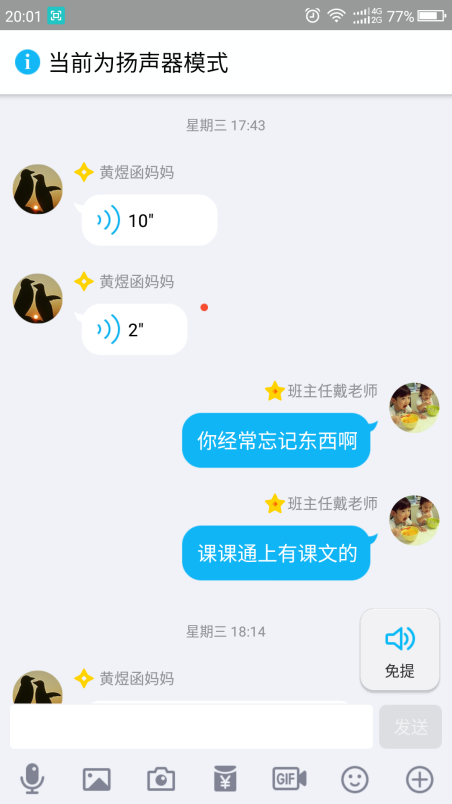 20:01 4G 2G 77%
当前为扬声器模式
星期三 17:43
黄煜函妈妈
10"
黄煜函妈妈
2"
班主任戴老师
你经常忘记东西啊
班主任戴老师
课课通上有课文的
星期三 18:14
免提
黄煜函妈妈
发送
¥
GIF